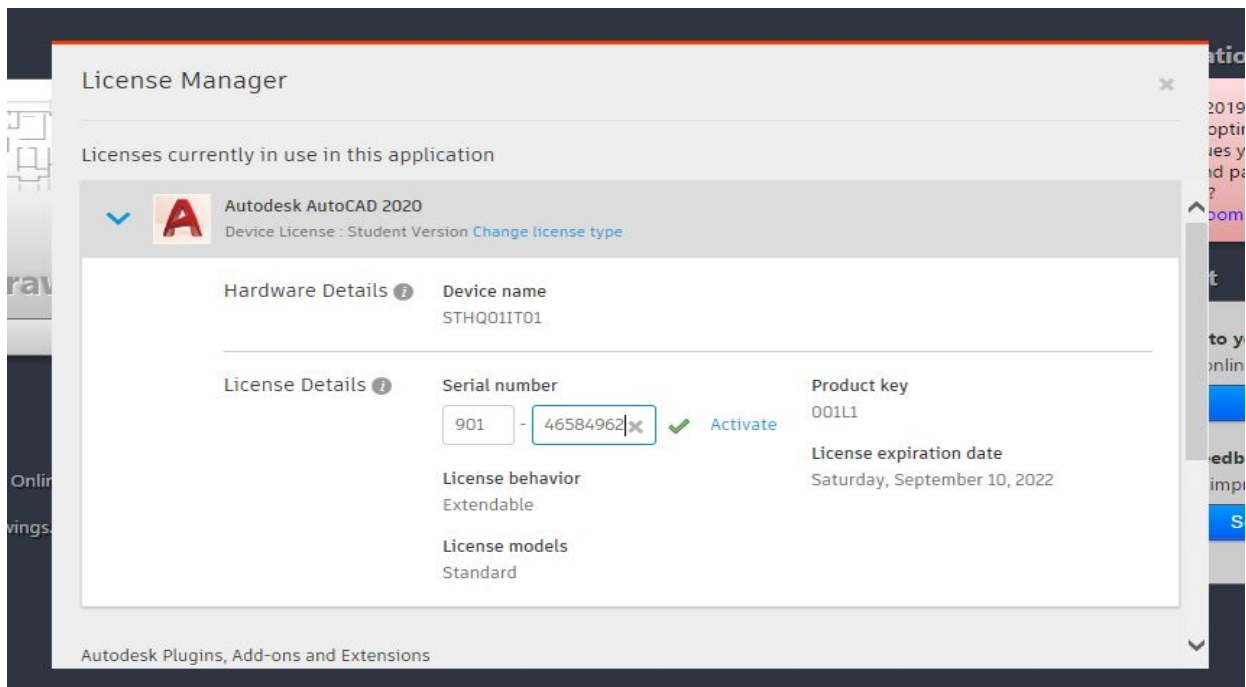 License Manager
Licenses currently in use in this application
Autodesk AutoCAD 2020
Device License : Student Version Change license type
Hardware Details
Device name
STHQ01IT01
License Details
Serial number
901 - 46584962
Activate
License behavior
Extendable
License models
Standard
Product key
001L1
License expiration date
Saturday, September 10, 2022
Autodesk Plugins, Add-ons and Extensions
2019
?
to